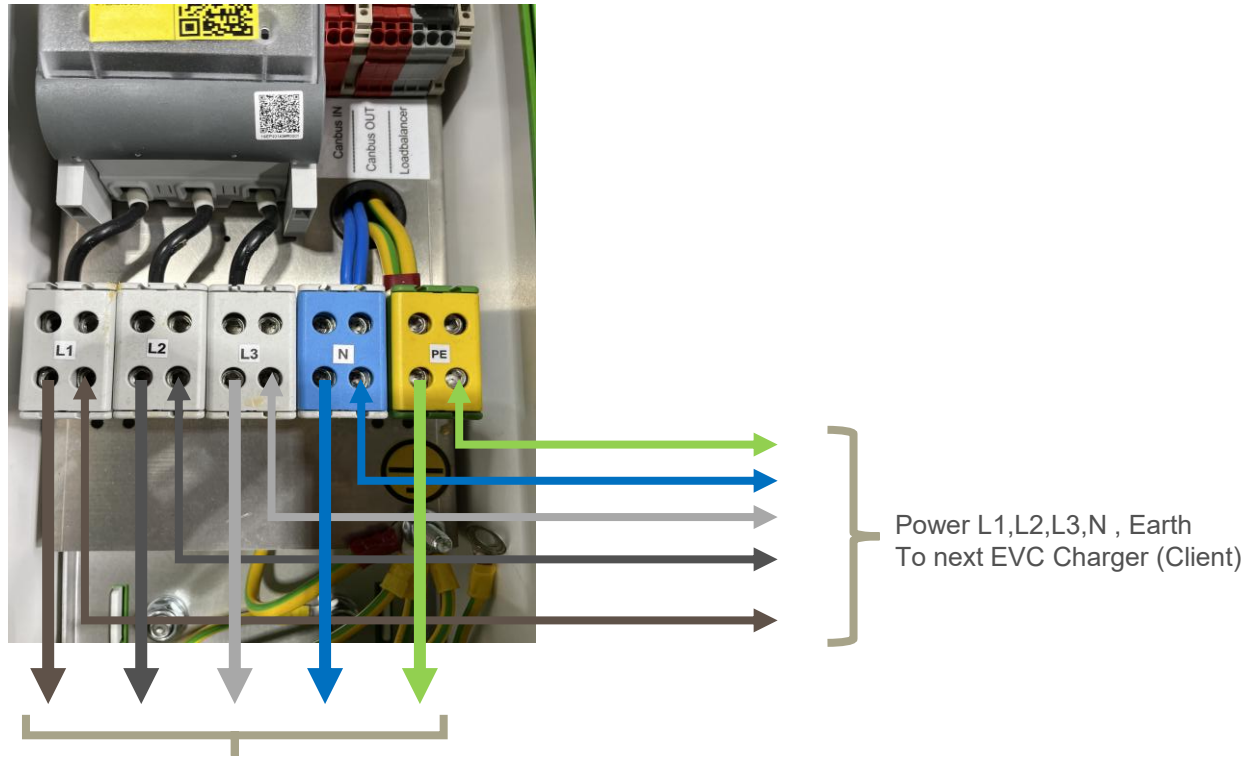 Canbus IN
Canbus OUT
Loadbalancer
L1
L2
L3
N
PE
Power L1,L2,L3,N , Earth
To next EVC Charger (Client)